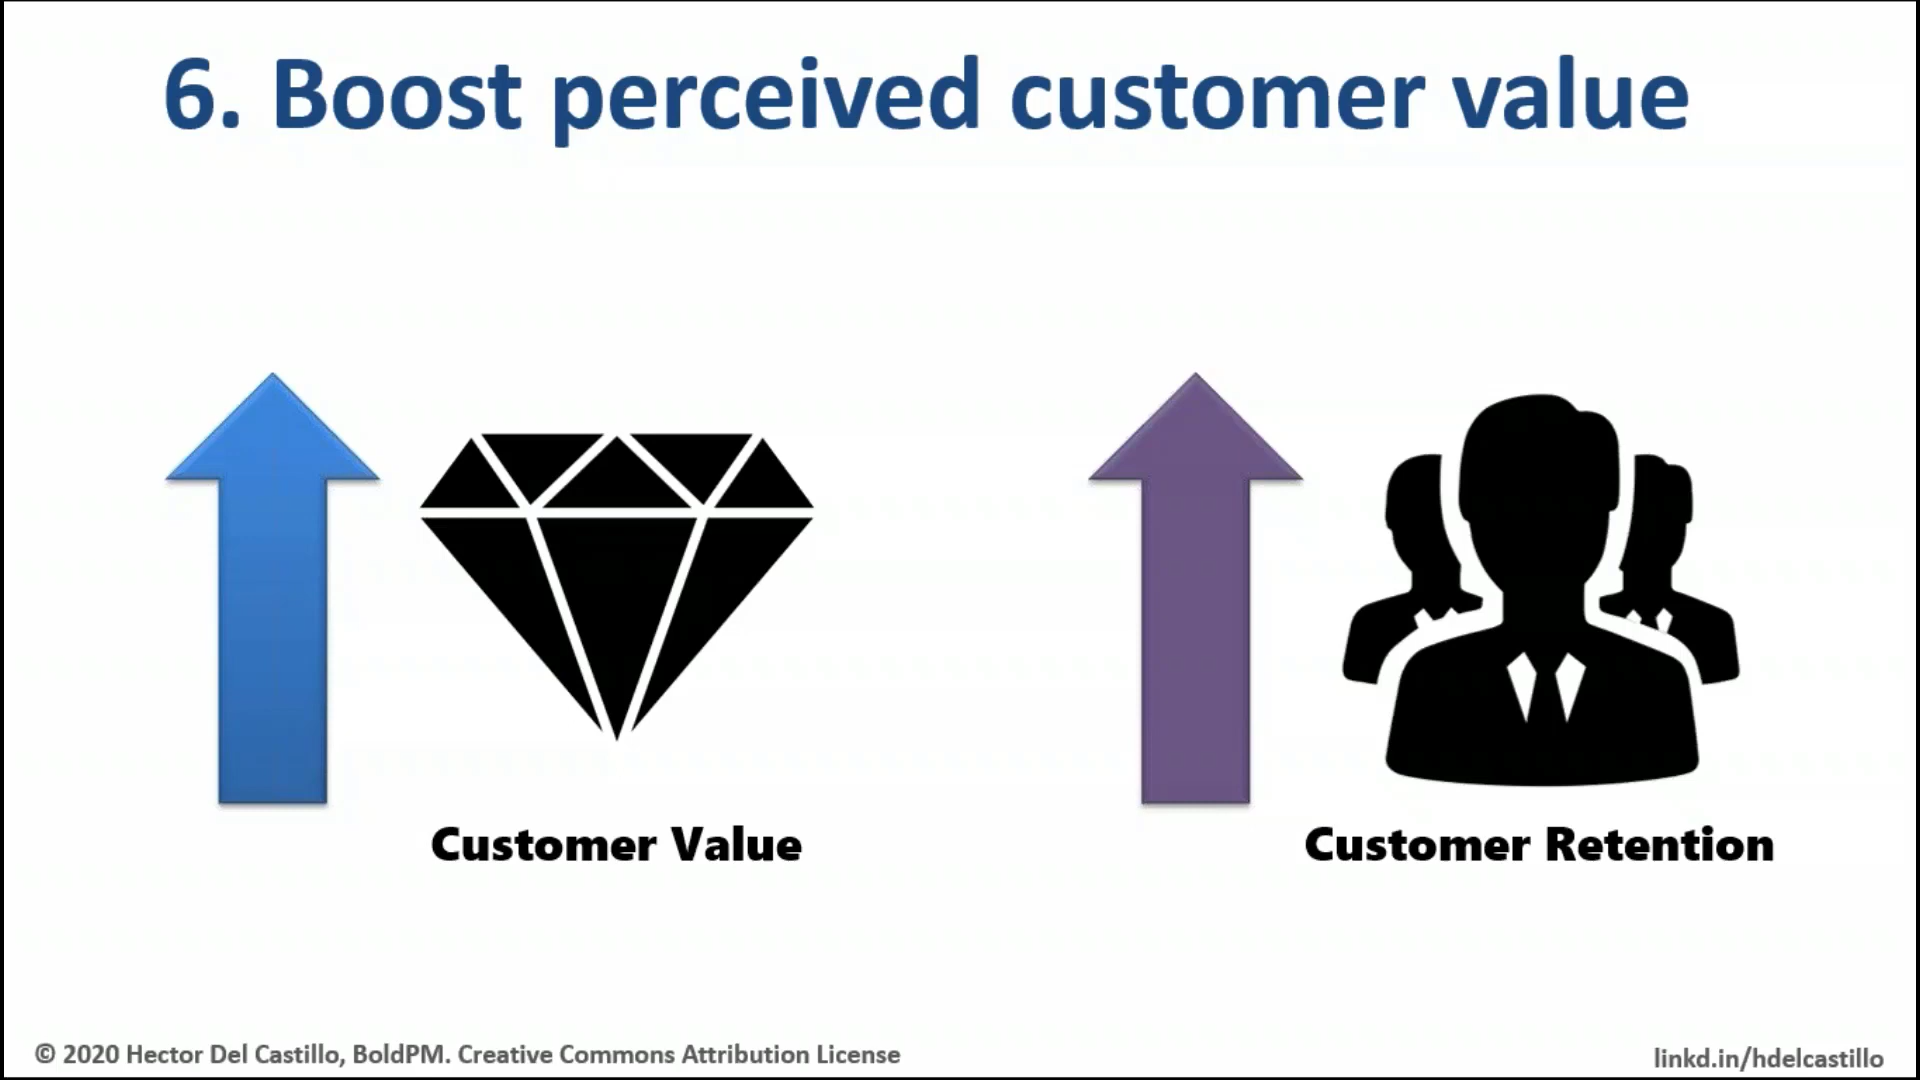 6. Boost perceived customer value
Customer Value
Customer Retention
© 2020 Hector Del Castillo, BoldPM. Creative Commons Attribution License
linkd.in/hdelcastillo